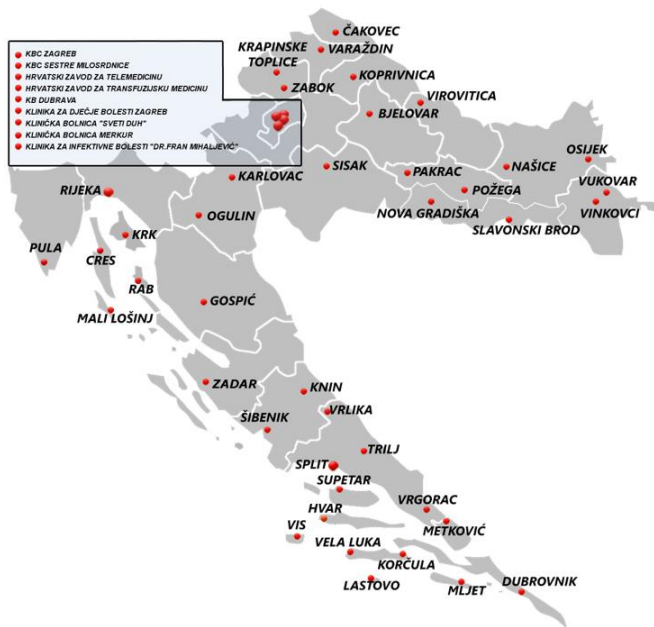 ČAKOVEC
VARAŽDIN
KRAPINSKE
TOPLICE
KOPRIVNICA
ZABOK
VIROVITICA
BJELOVAR
KBC ZAGREB
KBC SESTRE MILOSRDNICE
HRVATSKI ZAVOD ZA TELEMEDICINU
HRVATSKI ZAVOD ZA TRANSFUZIJSKU MEDICINU
KB DUBRAVA
KLINIKA ZA DJEČJE BOLESTI ZAGREB
KLINIČKA BOLNICA "SVETI DUH"
KLINIČKA BOLNICA MERKUR
KLINIKA ZA INFEKTIVNE BOLESTI "DR.FRAN MIHALJEVIĆ"
OSIJEK
SISAK
PAKRAC
NAŠICE
KARLOVAC
VUKOVAR
RIJEKA
POŽEGA
NOVA GRADIŠKA
VINKOVCI
OGULIN
SLAVONSKI BROD
KRK
PULA
CRES
RAB
GOSPIĆ
MALI LOŠINJ
ZADAR
KNIN
VRLIKA
ŠIBENIK
TRILJ
SPLIT
SUPETAR
VRGORAC
HVAR
METKOVIĆ
VIS
VELA LUKA
KORČULA
LASTOVO
MLJET
DUBROVNIK